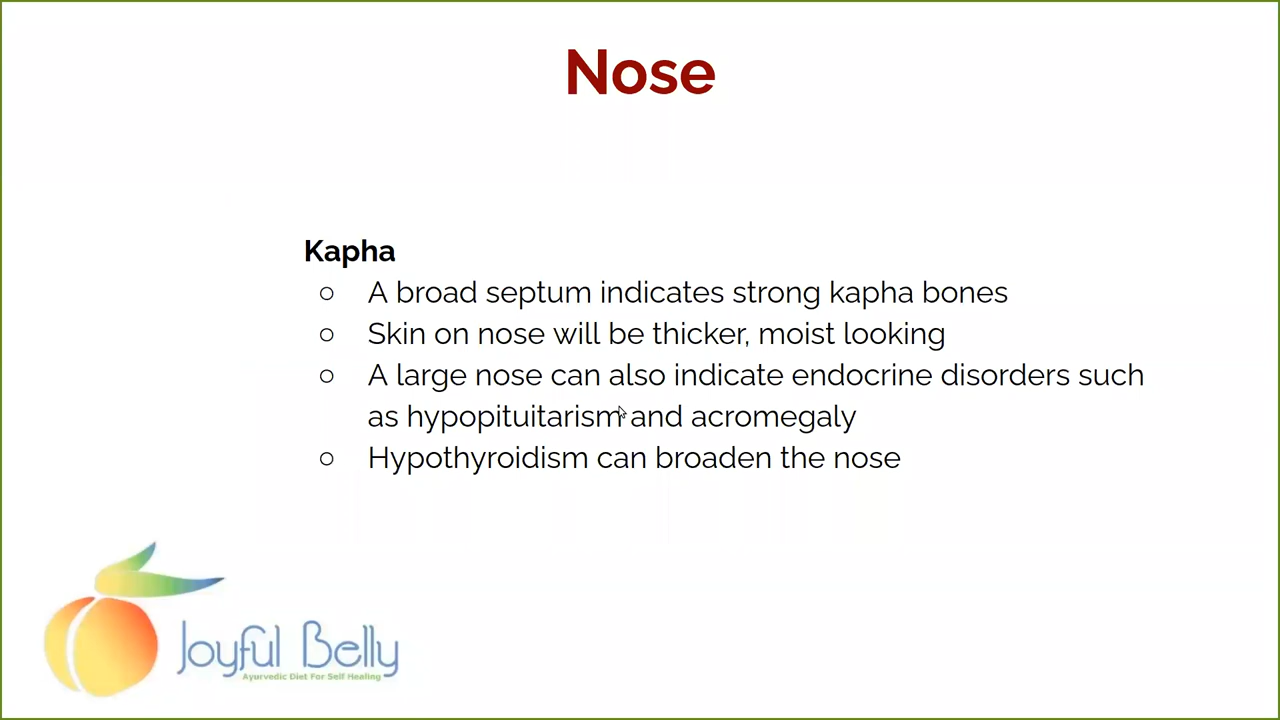 Nose
Kapha
○ A broad septum indicates strong kapha bones
○ Skin on nose will be thicker, moist looking
○ A large nose can also indicate endocrine disorders such
as hypopituitarism and acromegaly
○ Hypothyroidism can broaden the nose
Joyful Belly
Ayurvedic Diet For Self Healing